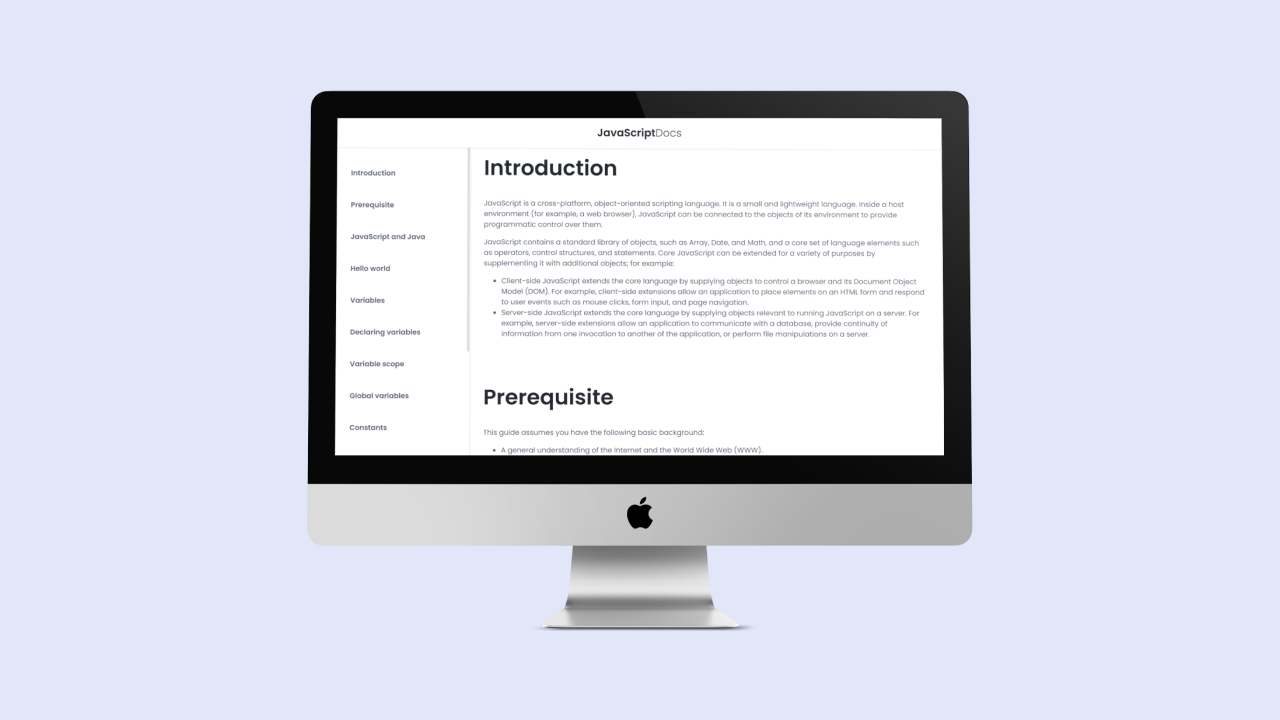 JavaScriptDocs
Introduction
Prerequisite
JavaScript and Java
Hello world
Variables
Declaring variables
Variable scope
Global variables
Constants
Introduction
JavaScript is a cross-platform, object-oriented scripting language. It is a small and lightweight language. Inside a host
environment (for example, a web browser), JavaScript can be connected to the objects of its environment to provide
programmatic control over them.
JavaScript contains a standard library of objects, such as Array, Date, and Math, and a core set of language elements such
as operators, control structures, and statements. Core JavaScript can be extended for a variety of purposes by
supplementing it with additional objects; for example:
• Client-side JavaScript extends the core language by supplying objects to control a browser and its Document Object
Model (DOM). For example, client-side extensions allow an application to place elements on an HTML form and respond
to user events such as mouse clicks, form input, and page navigation.
• Server-side JavaScript extends the core language by supplying objects relevant to running JavaScript on a server. For
example, server-side extensions allow an application to communicate with a database, provide continuity of
information from one invocation to another of the application, or perform file manipulations on a server.
Prerequisite
This guide assumes you have the following basic background:
• A general understanding of the Internet and the World Wide Web (WWW).